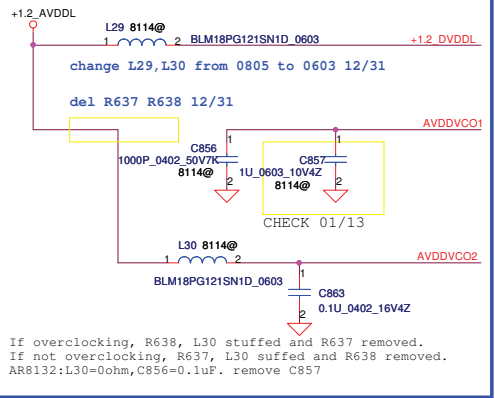 +1.2_AVDDL
L29 8114@
1 2 BLM18PG121SN1D_0603 +1.2_DVDDL
change L29,L30 from 0805 to 0603 12/31
del R637 R638 12/31
AVDDVCO1
1 1
C856 C857
1000P_0402_50V7K 1U_0603_10V4Z
8114@ 2 8114@ 2
CHECK 01/13
L30 8114@
1 2 AVDDVCO2
BLM18PG121SN1D_0603
1
C863
0.1U_0402_16V4Z
2
If overclocking, R638, L30 stuffed and R637 removed.
If not overclocking, R637, L30 suffed and R638 removed.
AR8132:L30=0ohm,C856=0.1uF. remove C857